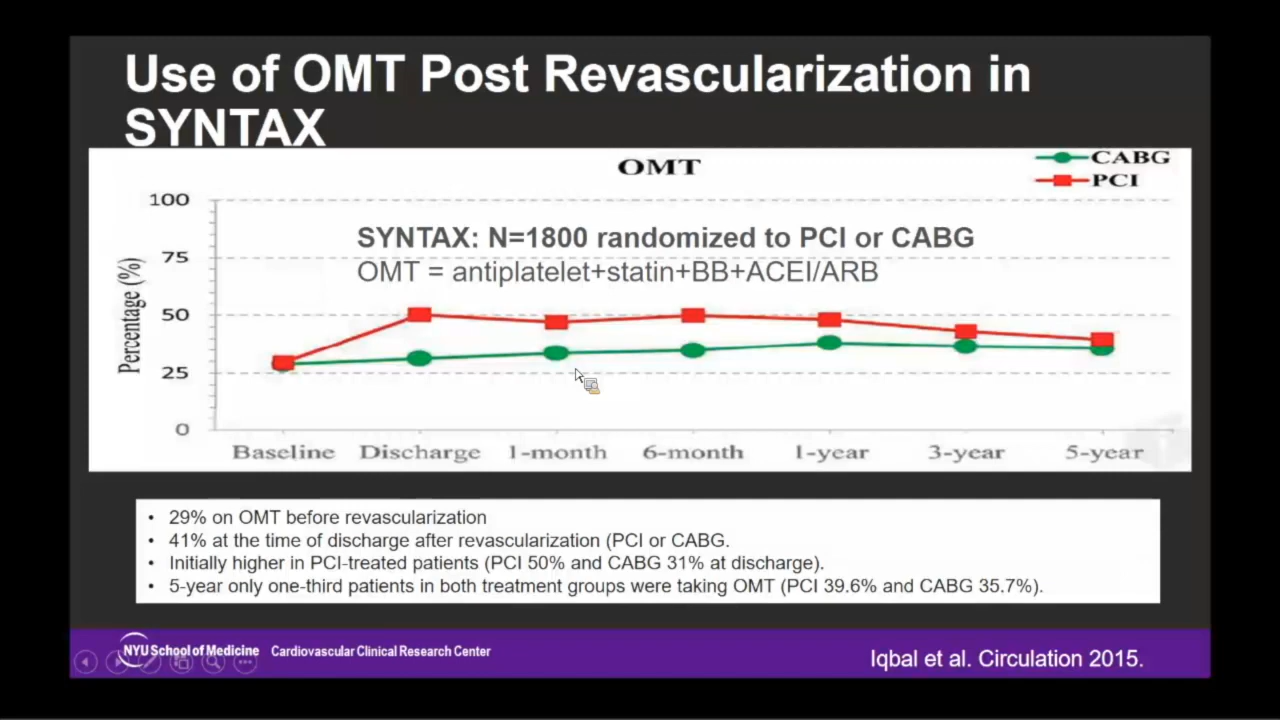 Use of OMT Post Revascularization in
SYNTAX
OMT
CABG
PCI
100
75
50
25
0
Percentage (%)
SYNTAX: N=1800 randomized to PCI or CABG
OMT = antiplatelet+statin+BB+ACEI/ARB
Baseline Discharge 1-month 6-month 1-year 3-year 5-year
• 29% on OMT before revascularization
• 41% at the time of discharge after revascularization (PCI or CABG.
• Initially higher in PCI-treated patients (PCI 50% and CABG 31% at discharge).
• 5-year only one-third patients in both treatment groups were taking OMT (PCI 39.6% and CABG 35.7%).
NYU School of Medicine Cardiovascular Clinical Research Center
Iqbal et al. Circulation 2015.